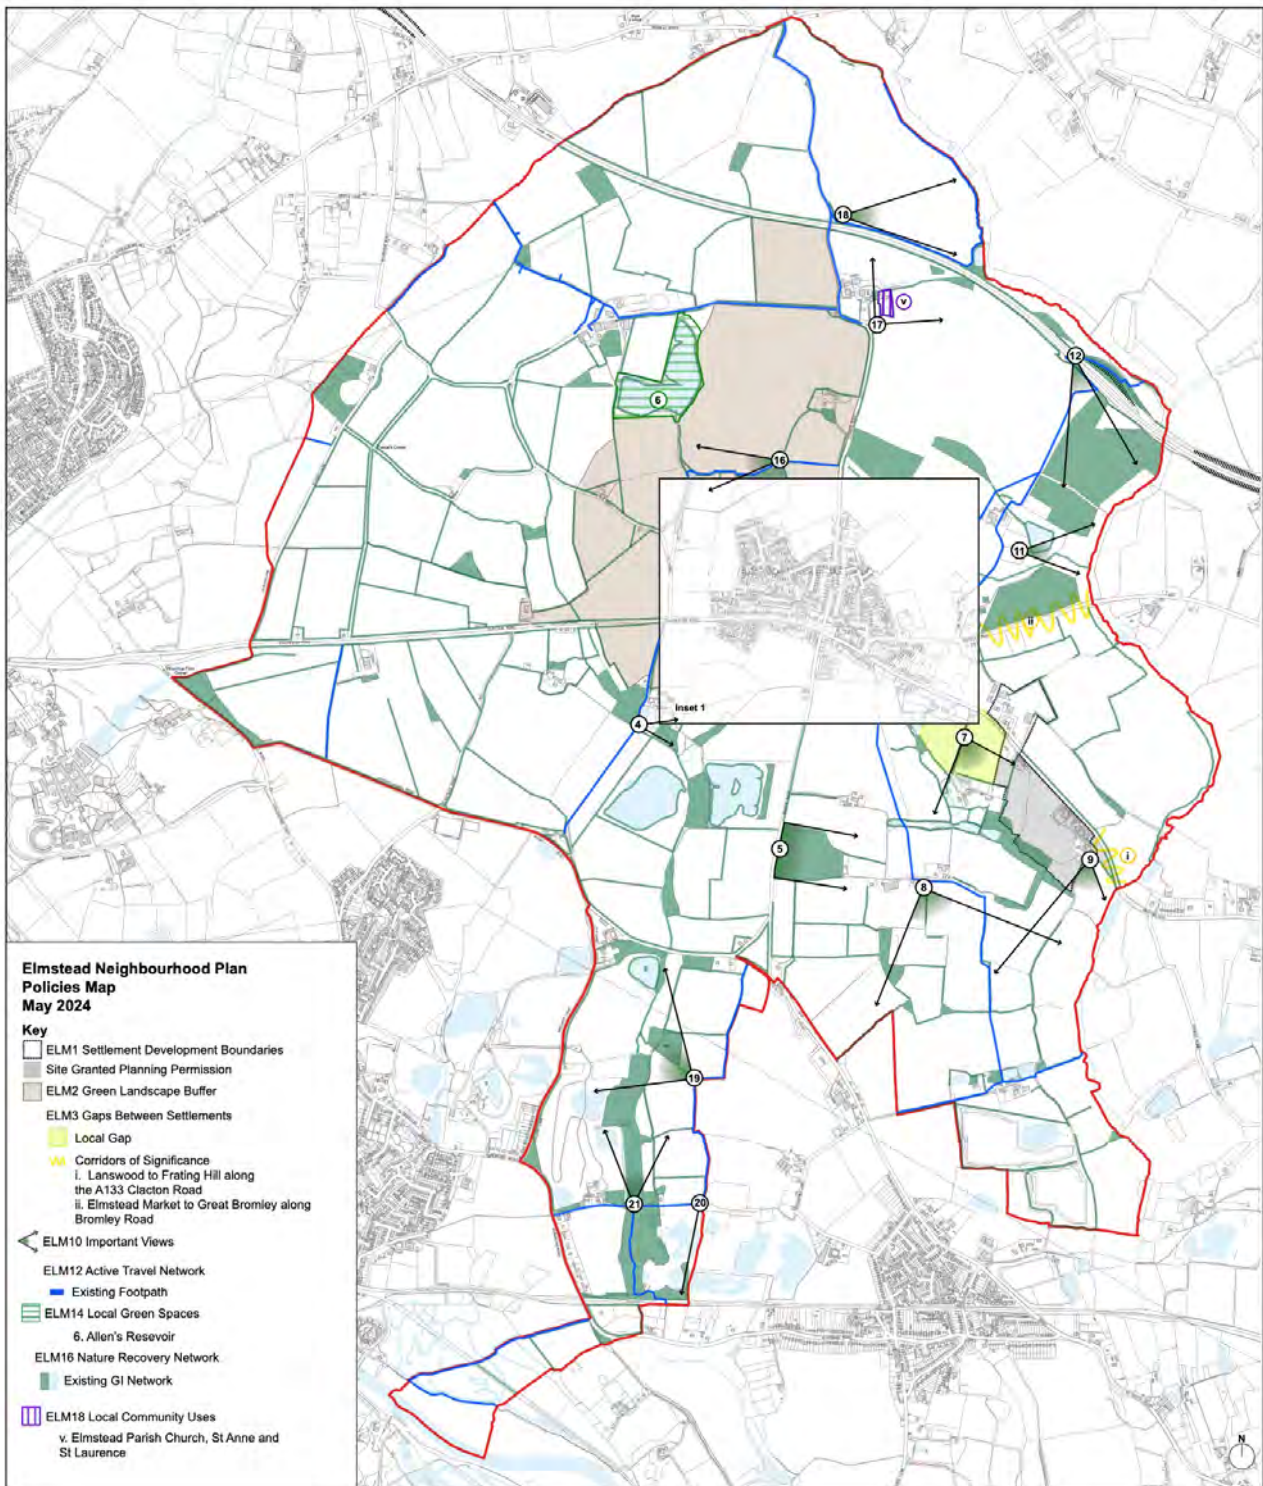 18
v
17
12
6
16
11
ii
Inset 1
4
7
5
9
i
8
19
21
20
Elmstead Neighbourhood Plan
Policies Map
May 2024
Key
ELM1 Settlement Development Boundaries
Site Granted Planning Permission
ELM2 Green Landscape Buffer
ELM3 Gaps Between Settlements
Local Gap
Corridors of Significance
i. Lanswood to Frating Hill along
the A133 Clacton Road
ii. Elmstead Market to Great Bromley along
Bromley Road
ELM10 Important Views
ELM12 Active Travel Network
Existing Footpath
ELM14 Local Green Spaces
6. Allen's Resevoir
ELM16 Nature Recovery Network
Existing GI Network
ELM18 Local Community Uses
v. Elmstead Parish Church, St Anne and
St Laurence
N